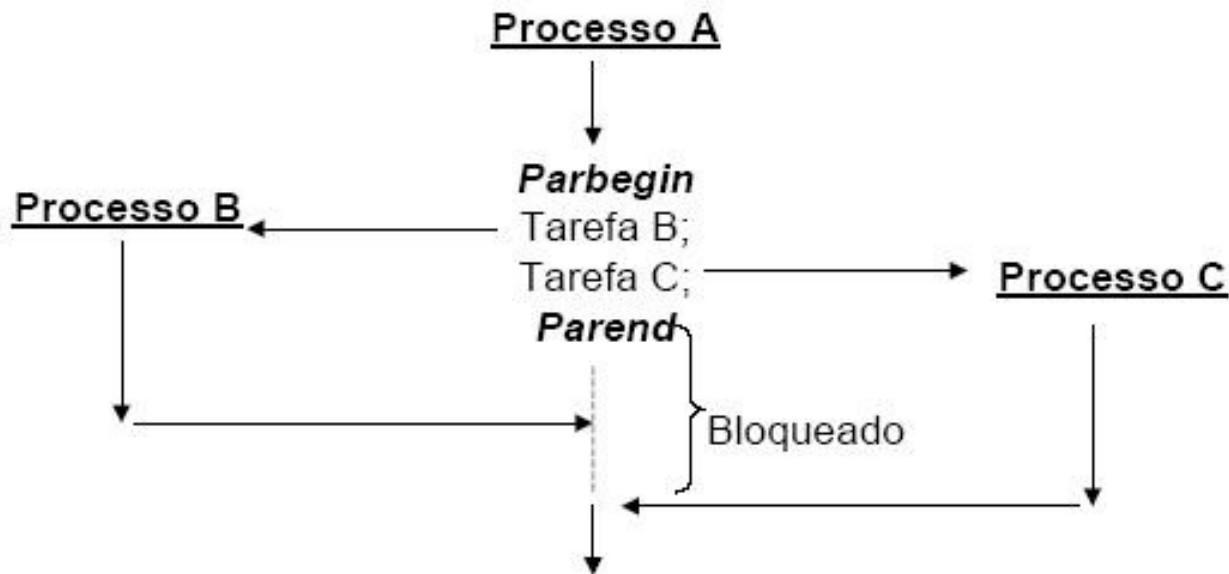 Processo A
Parbegin
Processo B
Tarefa B;
Tarefa C;
Processo C
Parend
Bloqueado